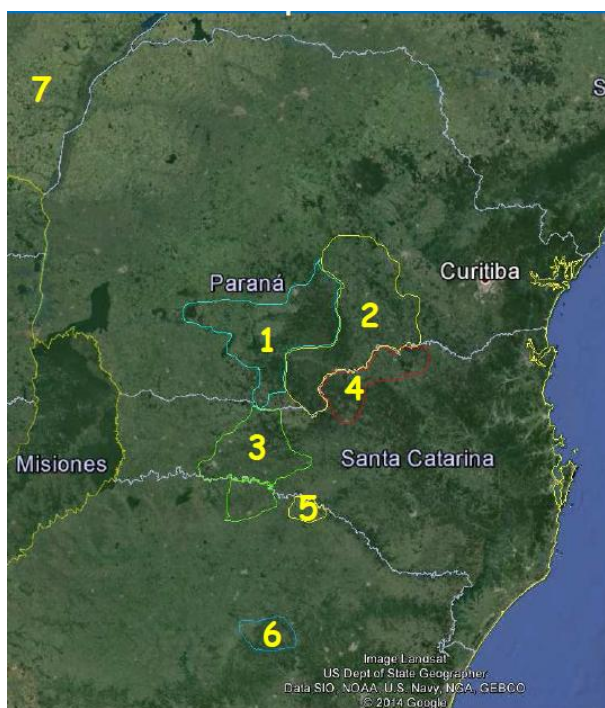 7
S
Paraná
Curitiba
2
1
4
3
Misiones
Santa Catarina
5
6
Image Landsat
US Dept of State Geographer
Data SIO, NOAA, U.S. Navy, NGA, GEBCO
© 2014 Google